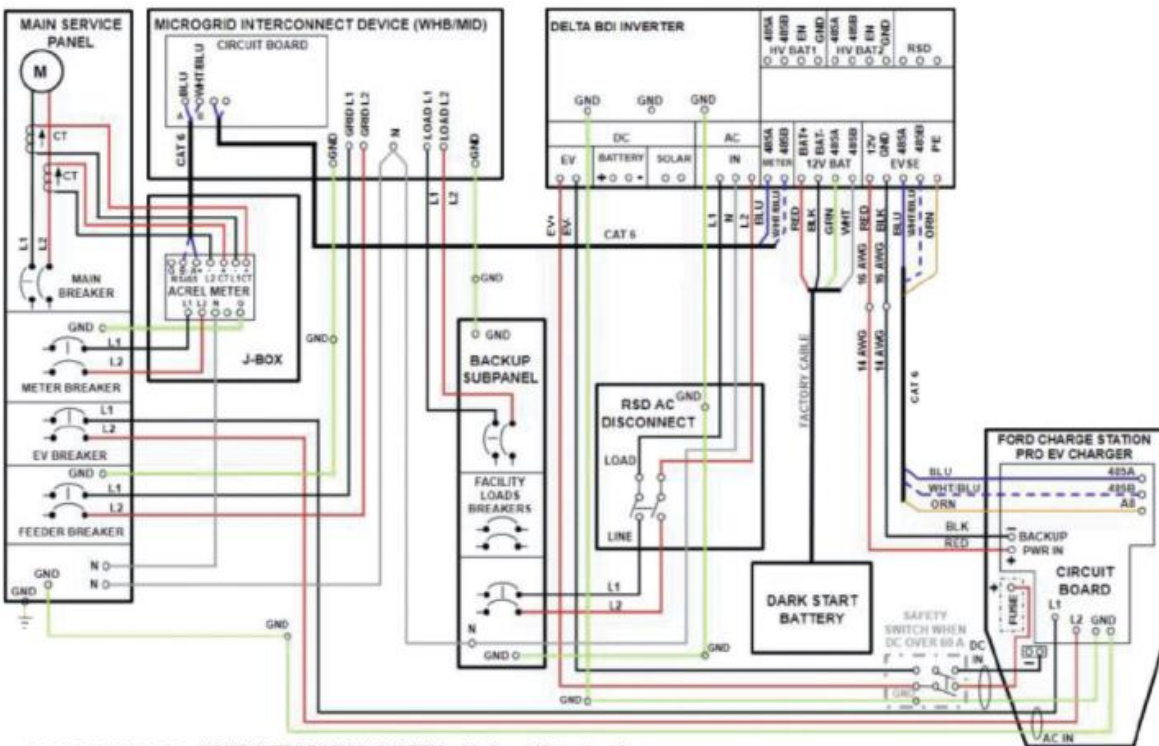 MAIN SERVICE
PANEL
M
CT
CT
L1
L2
MAIN
BREAKER
GND
L1
L2
METER BREAKER
L1
L2
EV BREAKER
GND
L1
L2
FEEDER BREAKER
N
GND
N
GND
MICROGRID INTERCONNECT DEVICE (WHB/MID)
CIRCUIT BOARD
BLU
WHT/BLU
A
B
CAT 6
GND
GRID L1
GRID L2
N
LOAD L1
LOAD L2
GND
L1
L2
RS485
L2 CT L1CT
ACREL METER
L1 L2 N G
J-BOX
GND
GND
GND
BACKUP
SUBPANEL
FACILITY
LOADS
BREAKERS
L1
L2
N
GND
DELTA BDI INVERTER
485A
485B
EN
GND
485A
485B
EN
GND
HV BAT1
HV BAT2
RSD
GND
GND
GND
DC
AC
EV
BATTERY
SOLAR
IN
+ -
485A
485B
METER
BAT+
BAT-
485A
485B
12V BAT
12V
GND
485A
485B
PE
EVSE
EV+
EV-
L1
N
L2
BLU
WHT/BLU
RED
BLK
GRN
WHT
RED
BLK
BLU
WHT/BLU
ORN
CAT 6
16 AWG
16 AWG
14 AWG
14 AWG
CAT 6
FACTORY CABLE
RSD AC
DISCONNECT
GND
LOAD
LINE
DARK START
BATTERY
GND
GND
GND
SAFETY
SWITCH WHEN
DC OVER 60 A
GND
DC
IN
FORD CHARGE STATION
PRO EV CHARGER
BLU
485A
WHT/BLU
485B
ORN
A8
BLK
RED
-
BACKUP
PWR IN
+
CIRCUIT
BOARD
+
FUSE
L1
L2
GND
-
AC IN